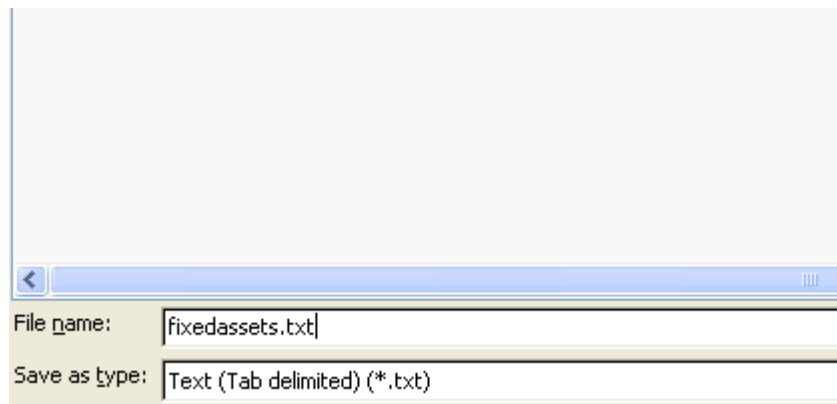 File name: fixedassets.txt
Save as type: Text (Tab delimited) (*.txt)